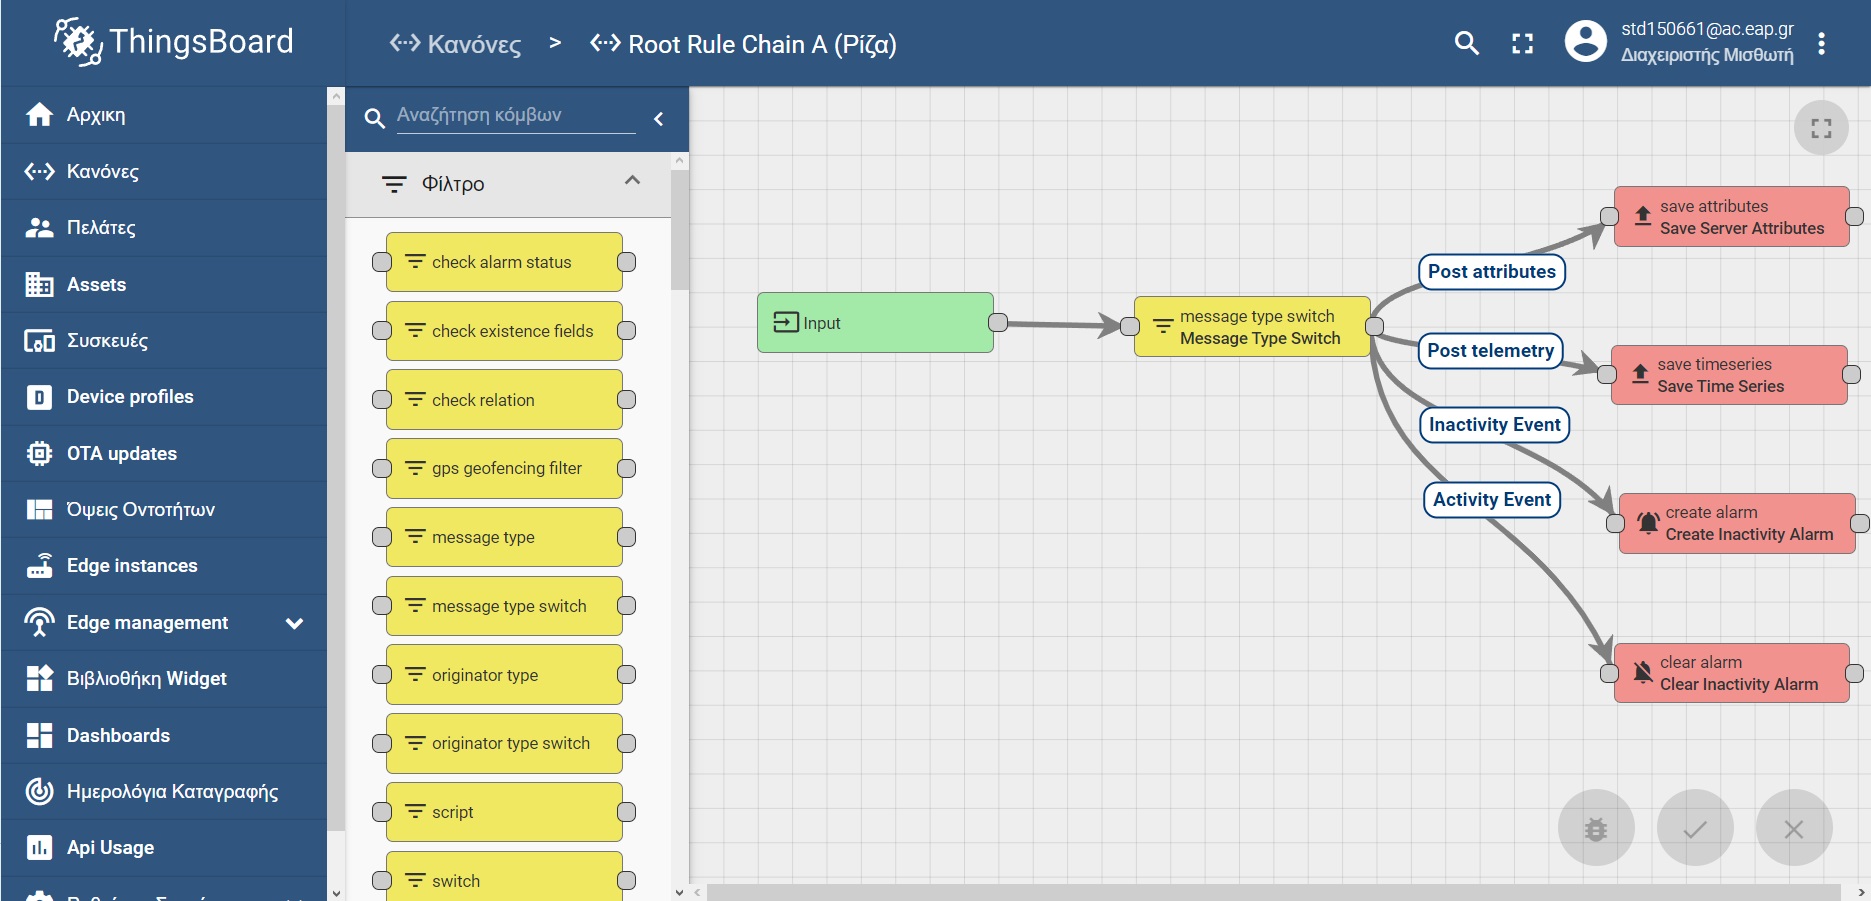 ThingsBoard
Κανόνες > Root Rule Chain A (Ρίζα)
std150661@ac.eap.gr
Διαχειριστής Μισθωτή
Αρχικη
Κανόνες
Πελάτες
Assets
Συσκευές
Device profiles
OTA updates
Όψεις Οντοτήτων
Edge instances
Edge management
Βιβλιοθήκη Widget
Dashboards
Ημερολόγια Καταγραφής
Api Usage
Αναζήτηση κόμβων
Φίλτρο
check alarm status
check existence fields
check relation
gps geofencing filter
message type
message type switch
originator type
originator type switch
script
switch
Input
message type switch
Message Type Switch
Post attributes
Post telemetry
Inactivity Event
Activity Event
save attributes
Save Server Attributes
save timeseries
Save Time Series
create alarm
Create Inactivity Alarm
clear alarm
Clear Inactivity Alarm